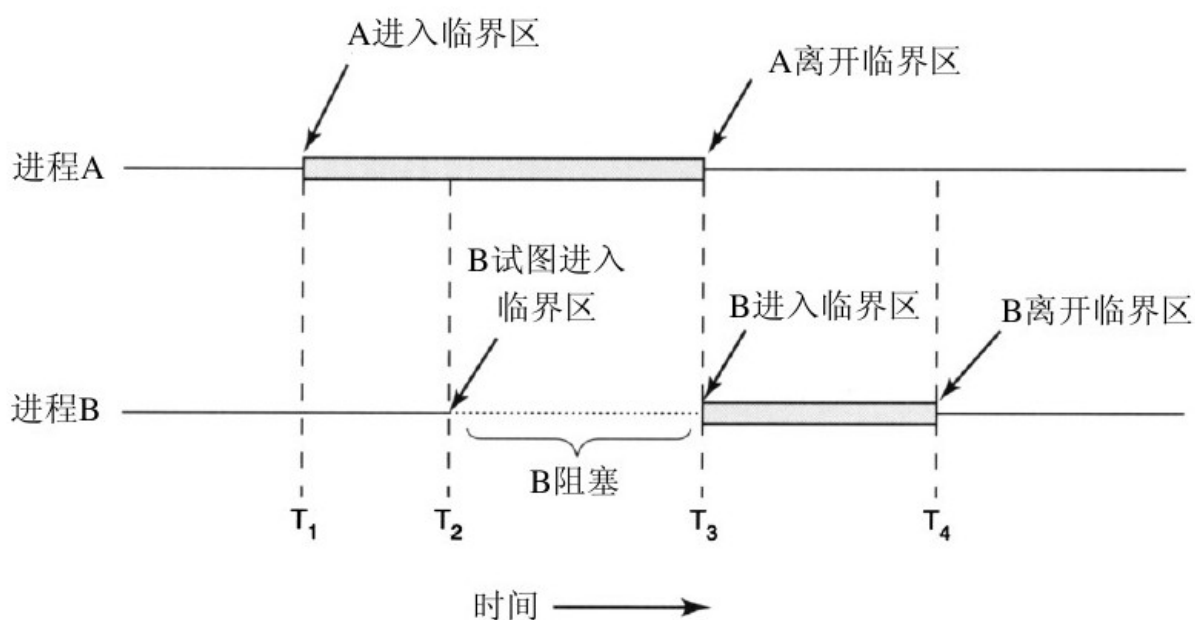 A进入临界区
A离开临界区
进程A
B试图进入
临界区
B进入临界区
B离开临界区
进程B
B阻塞
T1
T2
T3
T4
时间